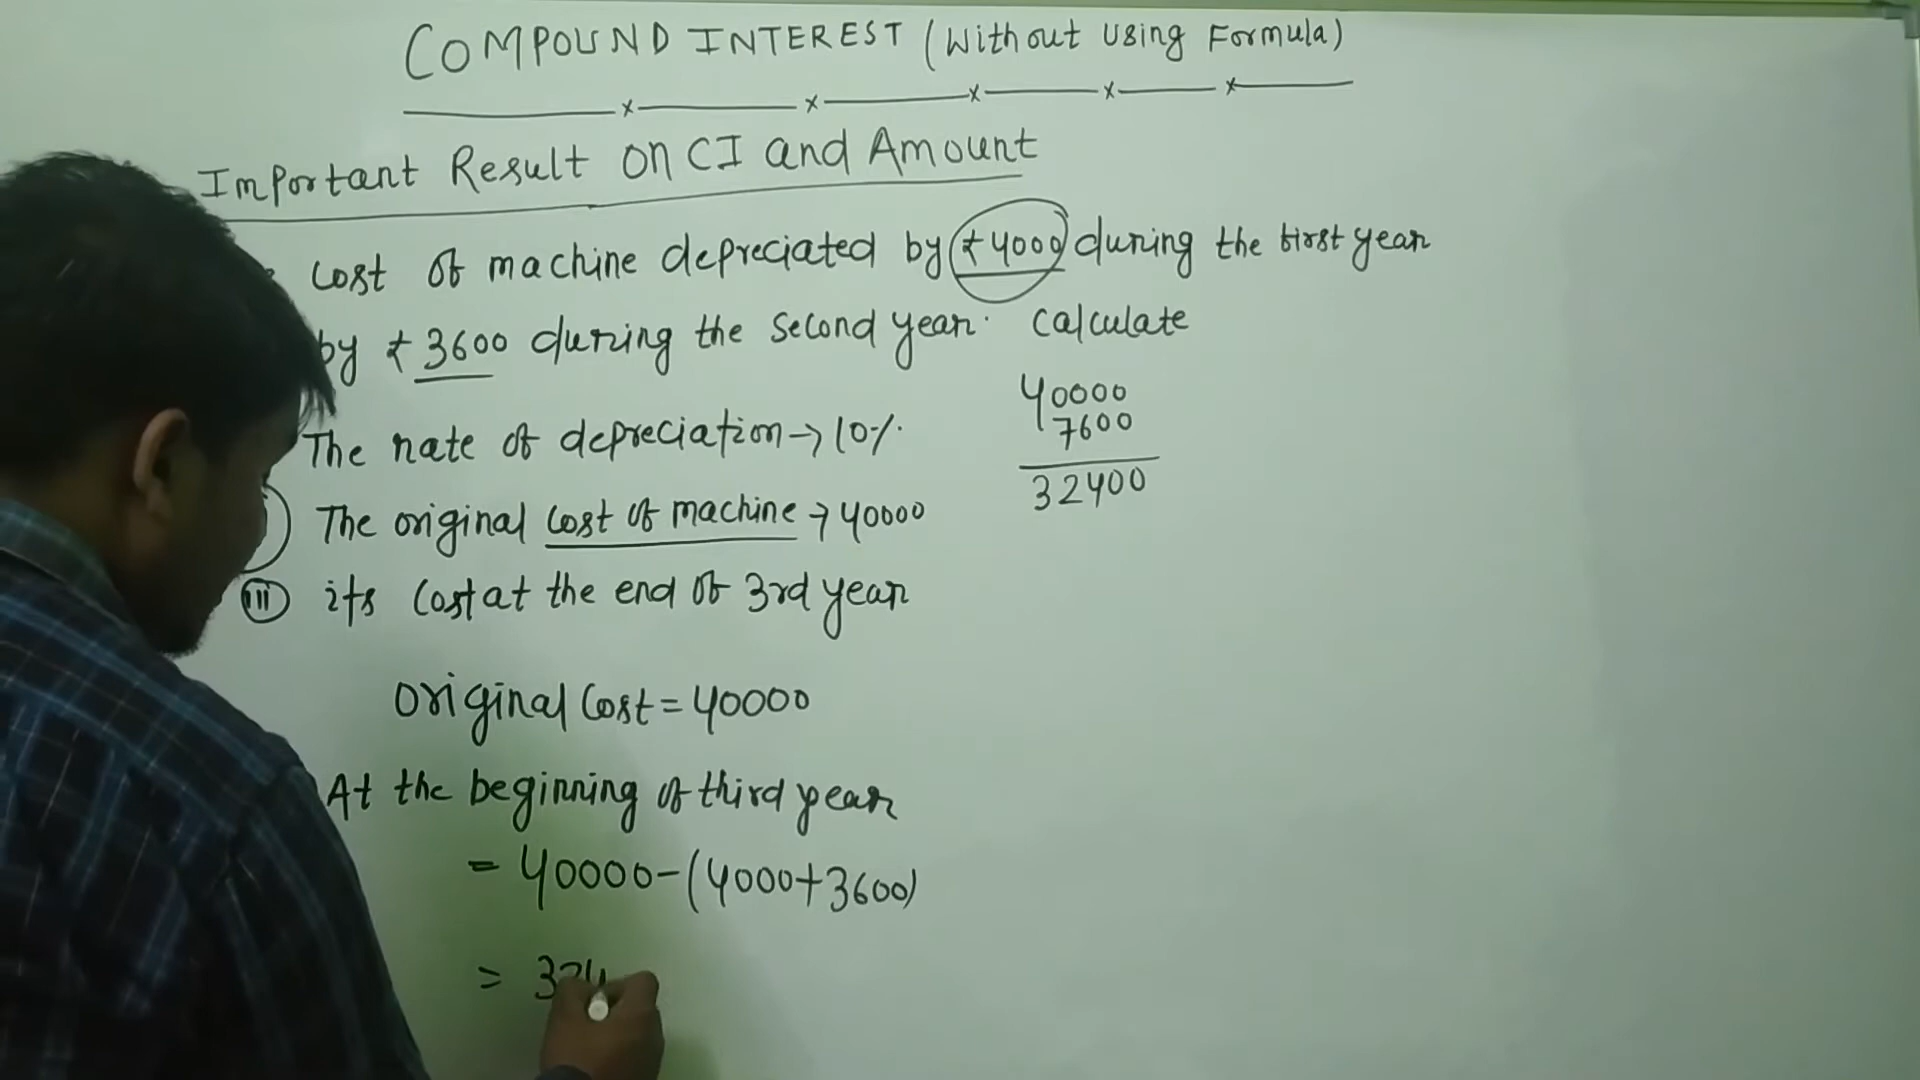 COMPOUND INTEREST (Without Using Formula)
Important Result on CI and Amount
Cost of machine depreciated by ₹4000 during the first year
by ₹ 3600 during the second year. Calculate
40000
7600
32400
The rate of depreciation → 10%
The original cost of machine → 40000
(III) its Cost at the end of 3rd year
Original Cost = 40000
At the beginning of third year
= 40000-(4000+3600)
= 324